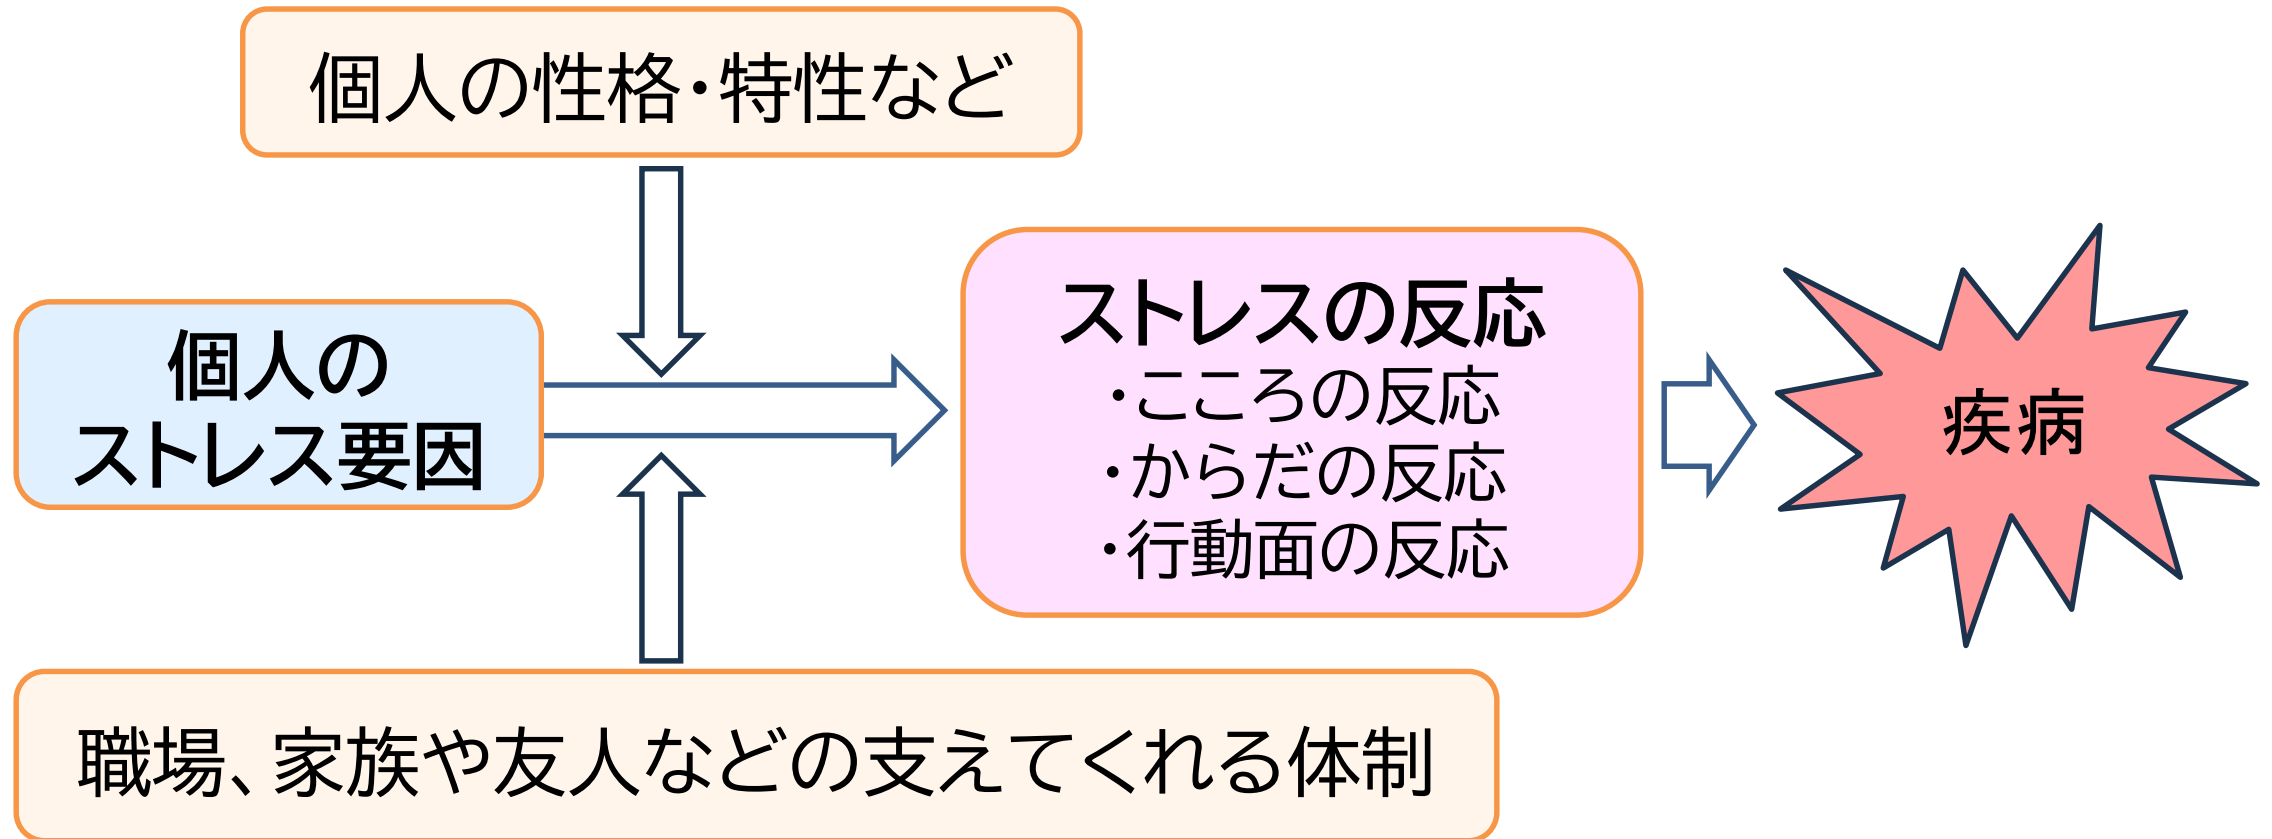 個人の性格・特性など
個人の
ストレス要因
ストレスの反応
・こころの反応
・からだの反応
・行動面の反応
疾病
職場、家族や友人などの支えてくれる体制